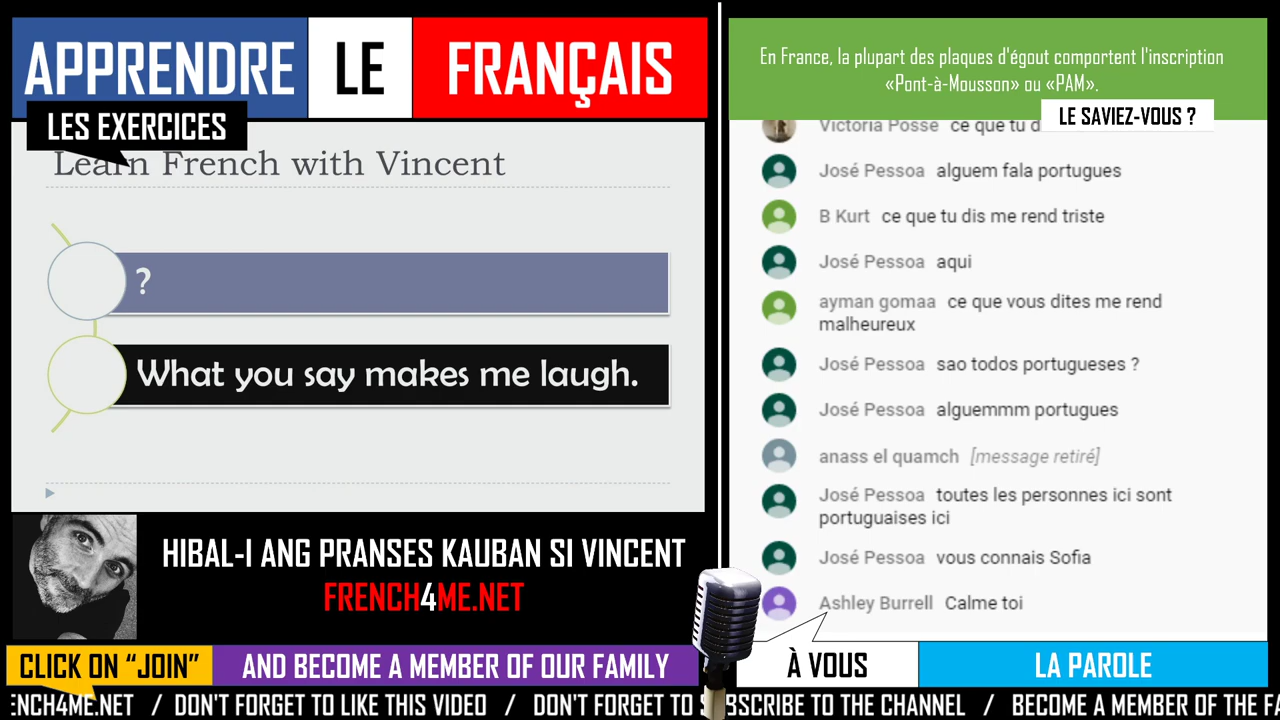 APPRENDRE LE FRANÇAIS
LES EXERCICES
Learn French with Vincent
?
What you say makes me laugh.
HIBAL-I ANG PRANSES KAUBAN SI VINCENT
FRENCH4ME.NET
CLICK ON “JOIN” AND BECOME A MEMBER OF OUR FAMILY
En France, la plupart des plaques d'égout comportent l'inscription
«Pont-à-Mousson» ou «PAM».
LE SAVIEZ-VOUS ?
Victoria Posse ce que tu d
José Pessoa alguem fala portugues
B Kurt ce que tu dis me rend triste
José Pessoa aqui
ayman gomaa ce que vous dites me rend
malheureux
José Pessoa sao todos portugueses ?
José Pessoa alguemmm portugues
anass el quamch [message retiré]
José Pessoa toutes les personnes ici sont
portuguaises ici
José Pessoa vous connais Sofia
Ashley Burrell Calme toi
À VOUS LA PAROLE
ENCH4ME.NET / DON'T FORGET TO LIKE THIS VIDEO / DON'T FORGET TO SUBSCRIBE TO THE CHANNEL / BECOME A MEMBER OF THE FA